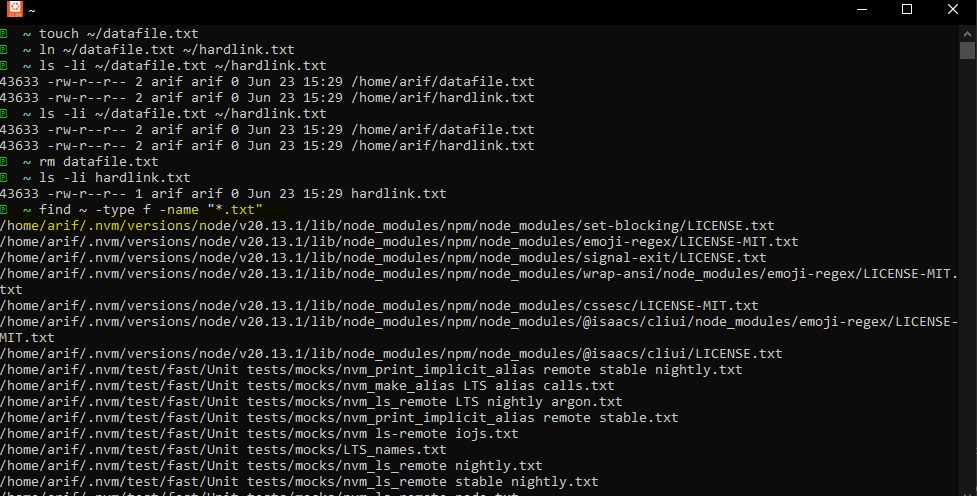 ~
~ touch ~/datafile.txt
~ ln ~/datafile.txt ~/hardlink.txt
~ ls -li ~/datafile.txt ~/hardlink.txt
43633 -rw-r--r-- 2 arif arif 0 Jun 23 15:29 /home/arif/datafile.txt
43633 -rw-r--r-- 2 arif arif 0 Jun 23 15:29 /home/arif/hardlink.txt
~ ls -li ~/datafile.txt ~/hardlink.txt
43633 -rw-r--r-- 2 arif arif 0 Jun 23 15:29 /home/arif/datafile.txt
43633 -rw-r--r-- 2 arif arif 0 Jun 23 15:29 /home/arif/hardlink.txt
~ rm datafile.txt
~ ls -li hardlink.txt
43633 -rw-r--r-- 1 arif arif 0 Jun 23 15:29 hardlink.txt
~ find ~ -type f -name "*.txt"
/home/arif/.nvm/versions/node/v20.13.1/lib/node_modules/npm/node_modules/set-blocking/LICENSE.txt
/home/arif/.nvm/versions/node/v20.13.1/lib/node_modules/npm/node_modules/emoji-regex/LICENSE-MIT.txt
/home/arif/.nvm/versions/node/v20.13.1/lib/node_modules/npm/node_modules/signal-exit/LICENSE.txt
/home/arif/.nvm/versions/node/v20.13.1/lib/node_modules/npm/node_modules/wrap-ansi/node_modules/emoji-regex/LICENSE-MIT.
txt
/home/arif/.nvm/versions/node/v20.13.1/lib/node_modules/npm/node_modules/cssesc/LICENSE-MIT.txt
/home/arif/.nvm/versions/node/v20.13.1/lib/node_modules/npm/node_modules/@isaacs/cliui/node_modules/emoji-regex/LICENSE-
MIT.txt
/home/arif/.nvm/versions/node/v20.13.1/lib/node_modules/npm/node_modules/@isaacs/cliui/LICENSE.txt
/home/arif/.nvm/test/fast/Unit tests/mocks/nvm_print_implicit_alias remote stable nightly.txt
/home/arif/.nvm/test/fast/Unit tests/mocks/nvm_make_alias LTS alias calls.txt
/home/arif/.nvm/test/fast/Unit tests/mocks/nvm_ls_remote LTS nightly argon.txt
/home/arif/.nvm/test/fast/Unit tests/mocks/nvm_print_implicit_alias remote stable.txt
/home/arif/.nvm/test/fast/Unit tests/mocks/nvm ls-remote iojs.txt
/home/arif/.nvm/test/fast/Unit tests/mocks/LTS_names.txt
/home/arif/.nvm/test/fast/Unit tests/mocks/nvm_ls_remote nightly.txt
/home/arif/.nvm/test/fast/Unit tests/mocks/nvm_ls_remote stable nightly.txt
/home/arif/.nvm/test/fast/Unit tests/mocks/nvm_ls_remote node.txt